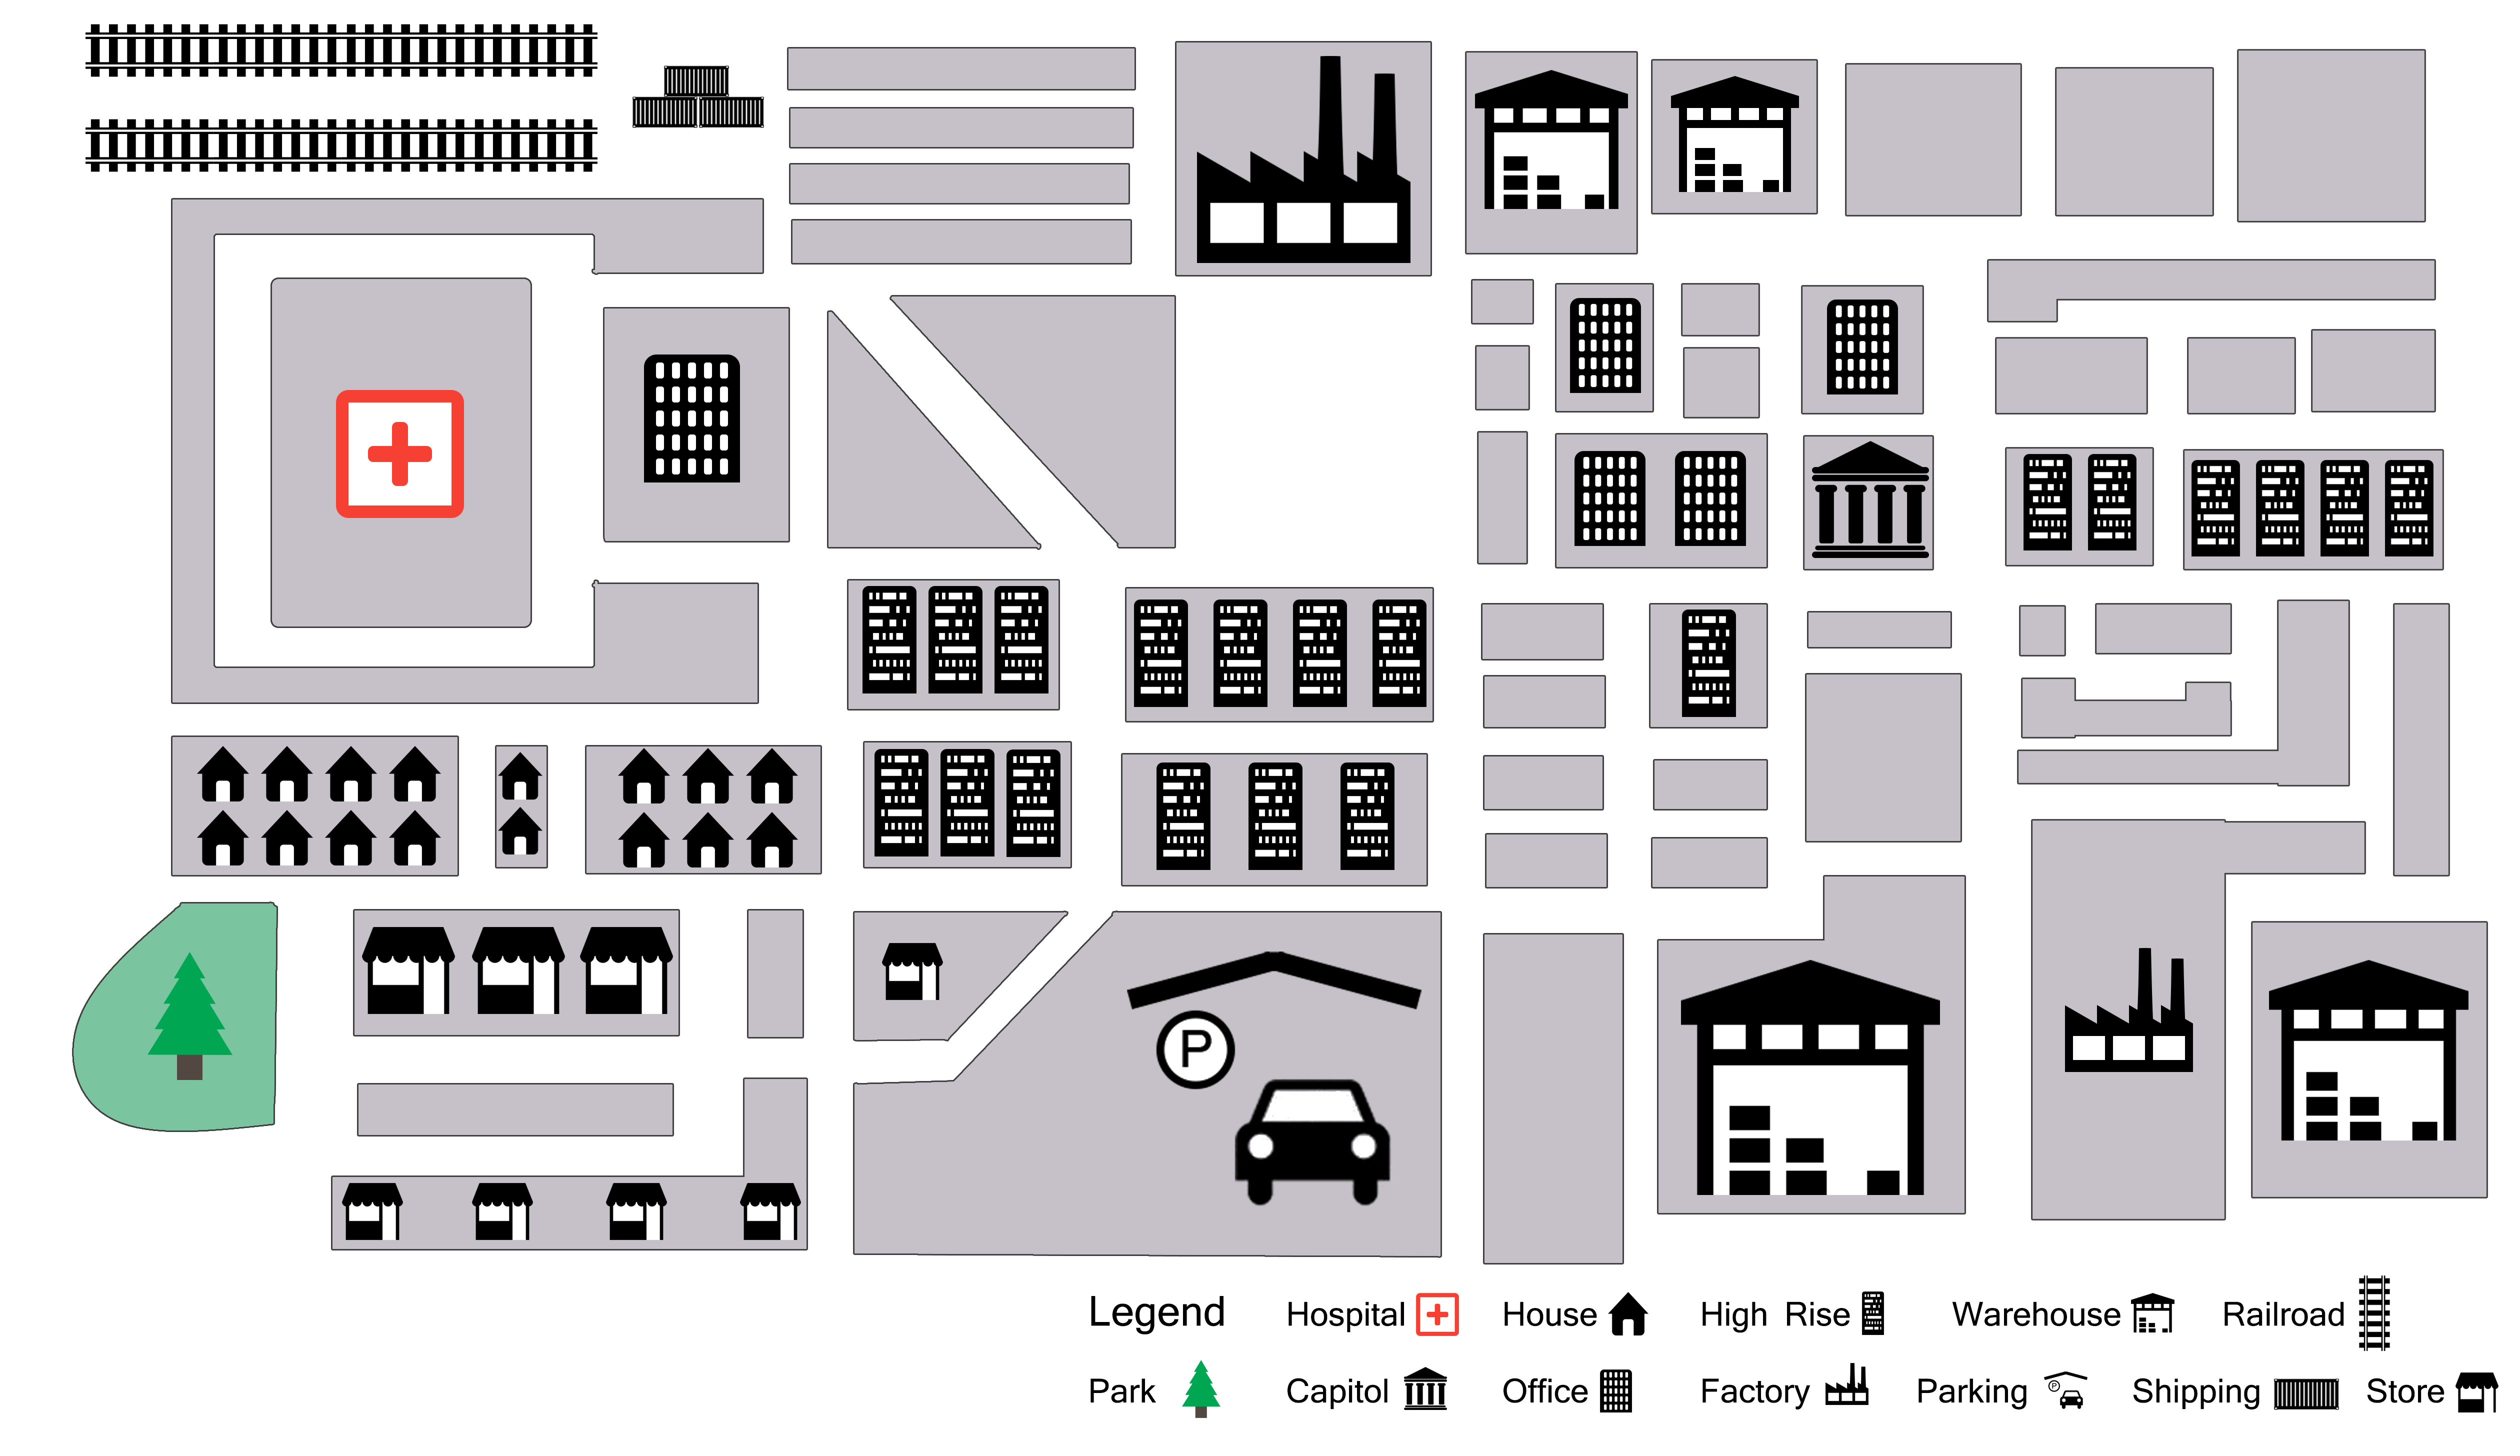 P
Legend Hospital House High Rise Warehouse Railroad
Park Capitol Office Factory Parking P Shipping Store